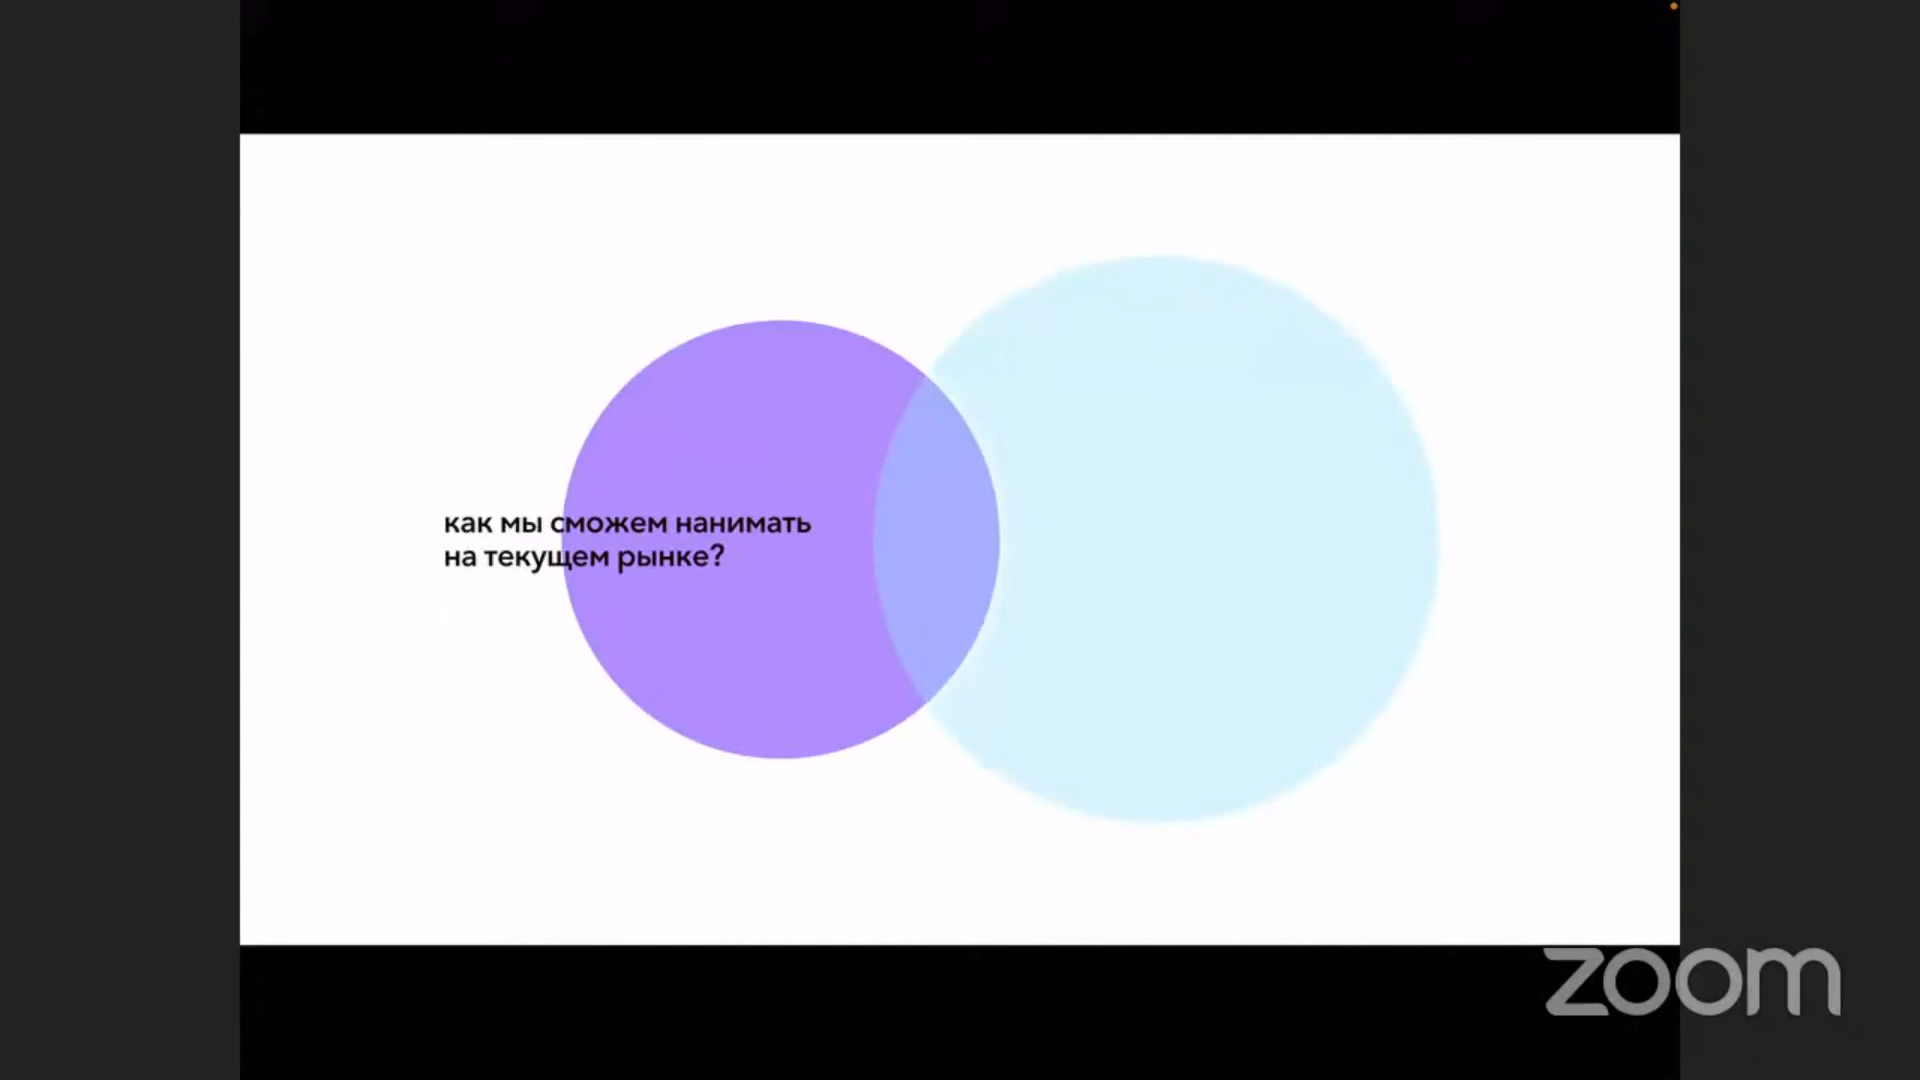 как мы сможем нанимать
на текущем рынке?
zoom